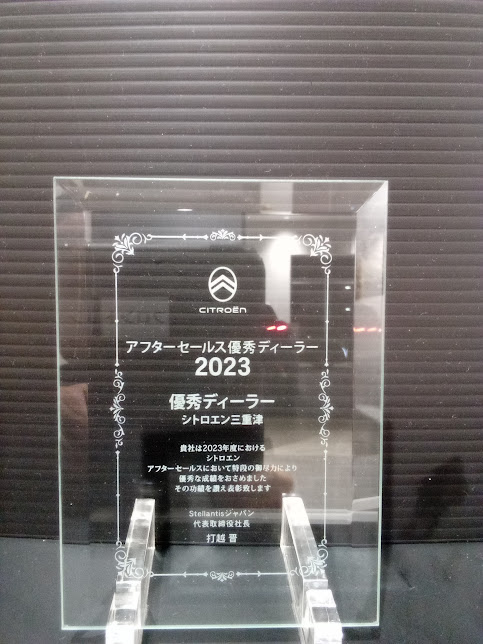 CITROËN
アフターセールス優秀ディーラー
2023
優秀ディーラー
シトロエン三重津
貴社は2023年度における
シトロエン
アフターセールスにおいて特段の御尽力により
優秀な成績をおさめました
その功績を讃え表彰致します
Stellantisジャパン
代表取締役社長
打越 晋